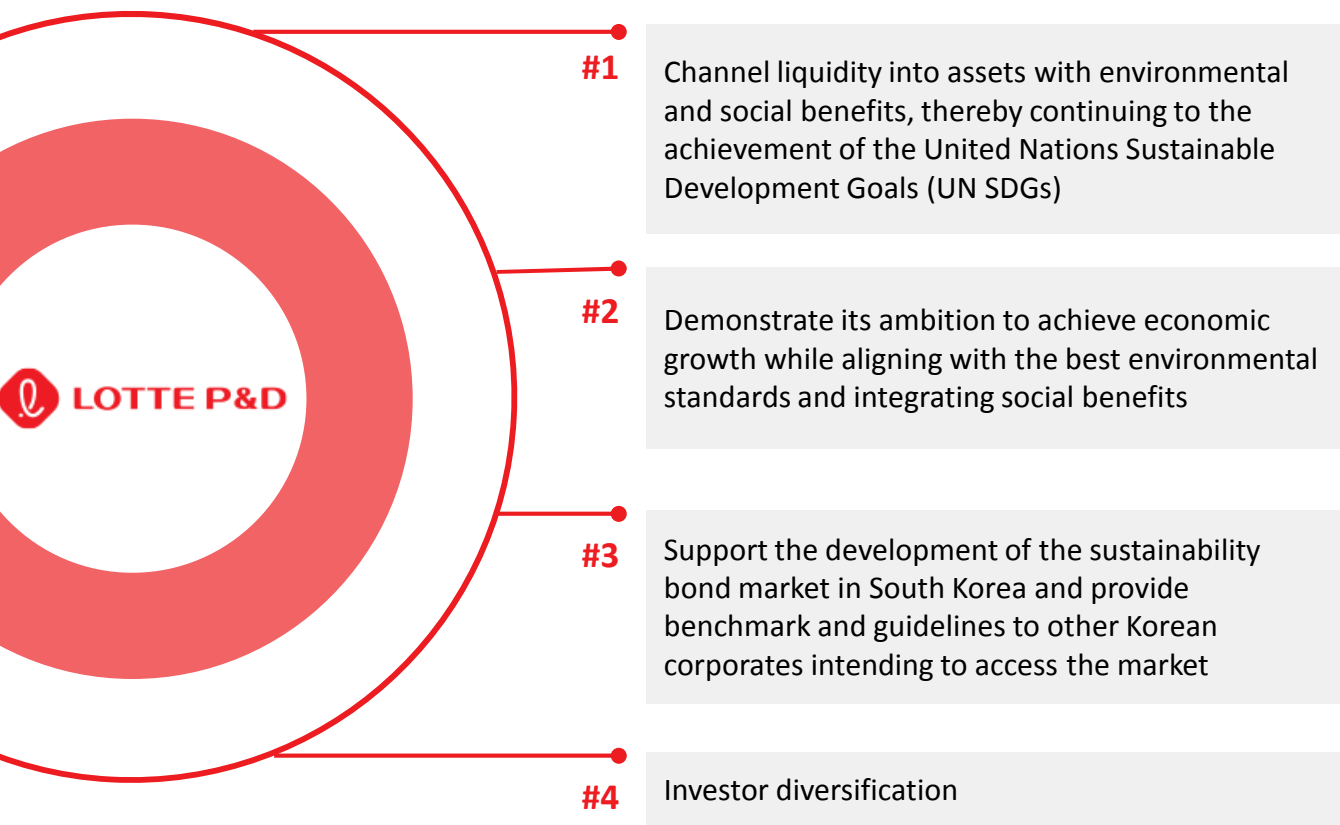 LOTTE P&D
#1
Channel liquidity into assets with environmental
and social benefits, thereby continuing to the
achievement of the United Nations Sustainable
Development Goals (UN SDGs)
#2
Demonstrate its ambition to achieve economic
growth while aligning with the best environmental
standards and integrating social benefits
#3
Support the development of the sustainability
bond market in South Korea and provide
benchmark and guidelines to other Korean
corporates intending to access the market
#4
Investor diversification